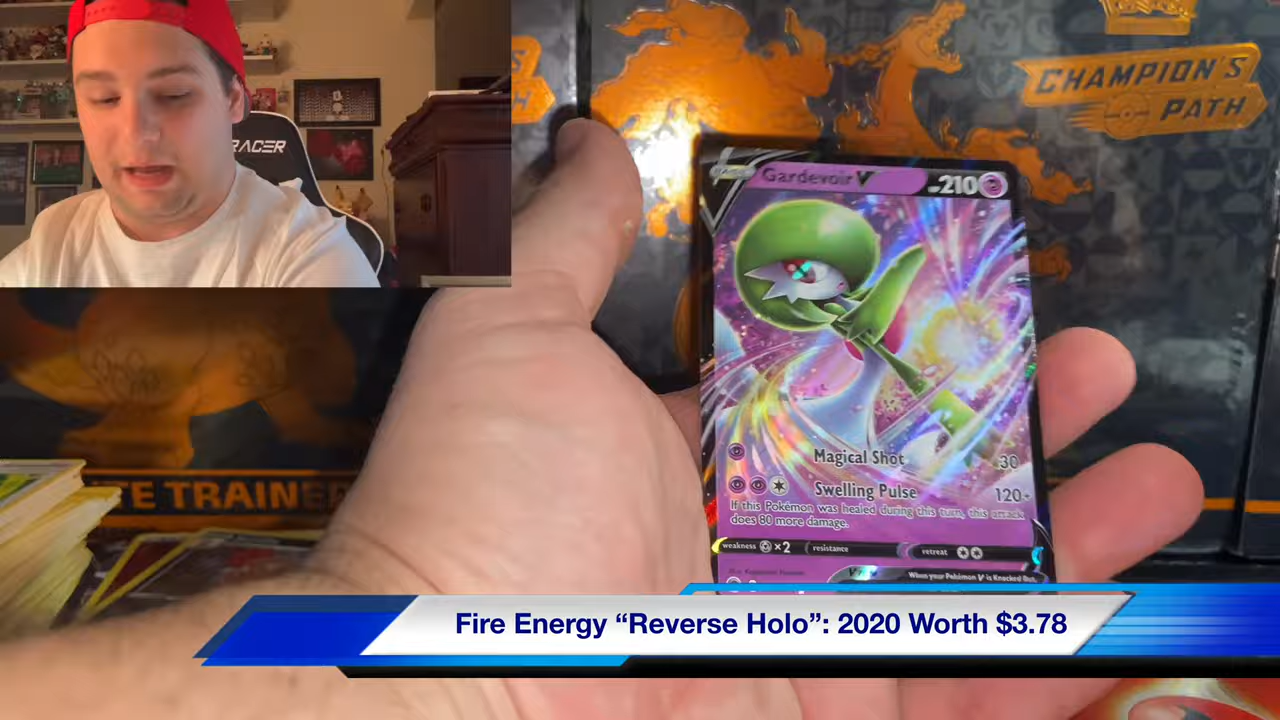 RACER
CHAMPION'S
PATH
Gardevoir V
210
Magical Shot
30
Swelling Pulse
120+
If this Pokémon was healed during this turn, this attack
does 80 more damage.
weakness ×2 resistance retreat
When your Pokémon V is Knocked Out,
TE TRAINER
Fire Energy “Reverse Holo”: 2020 Worth $3.78